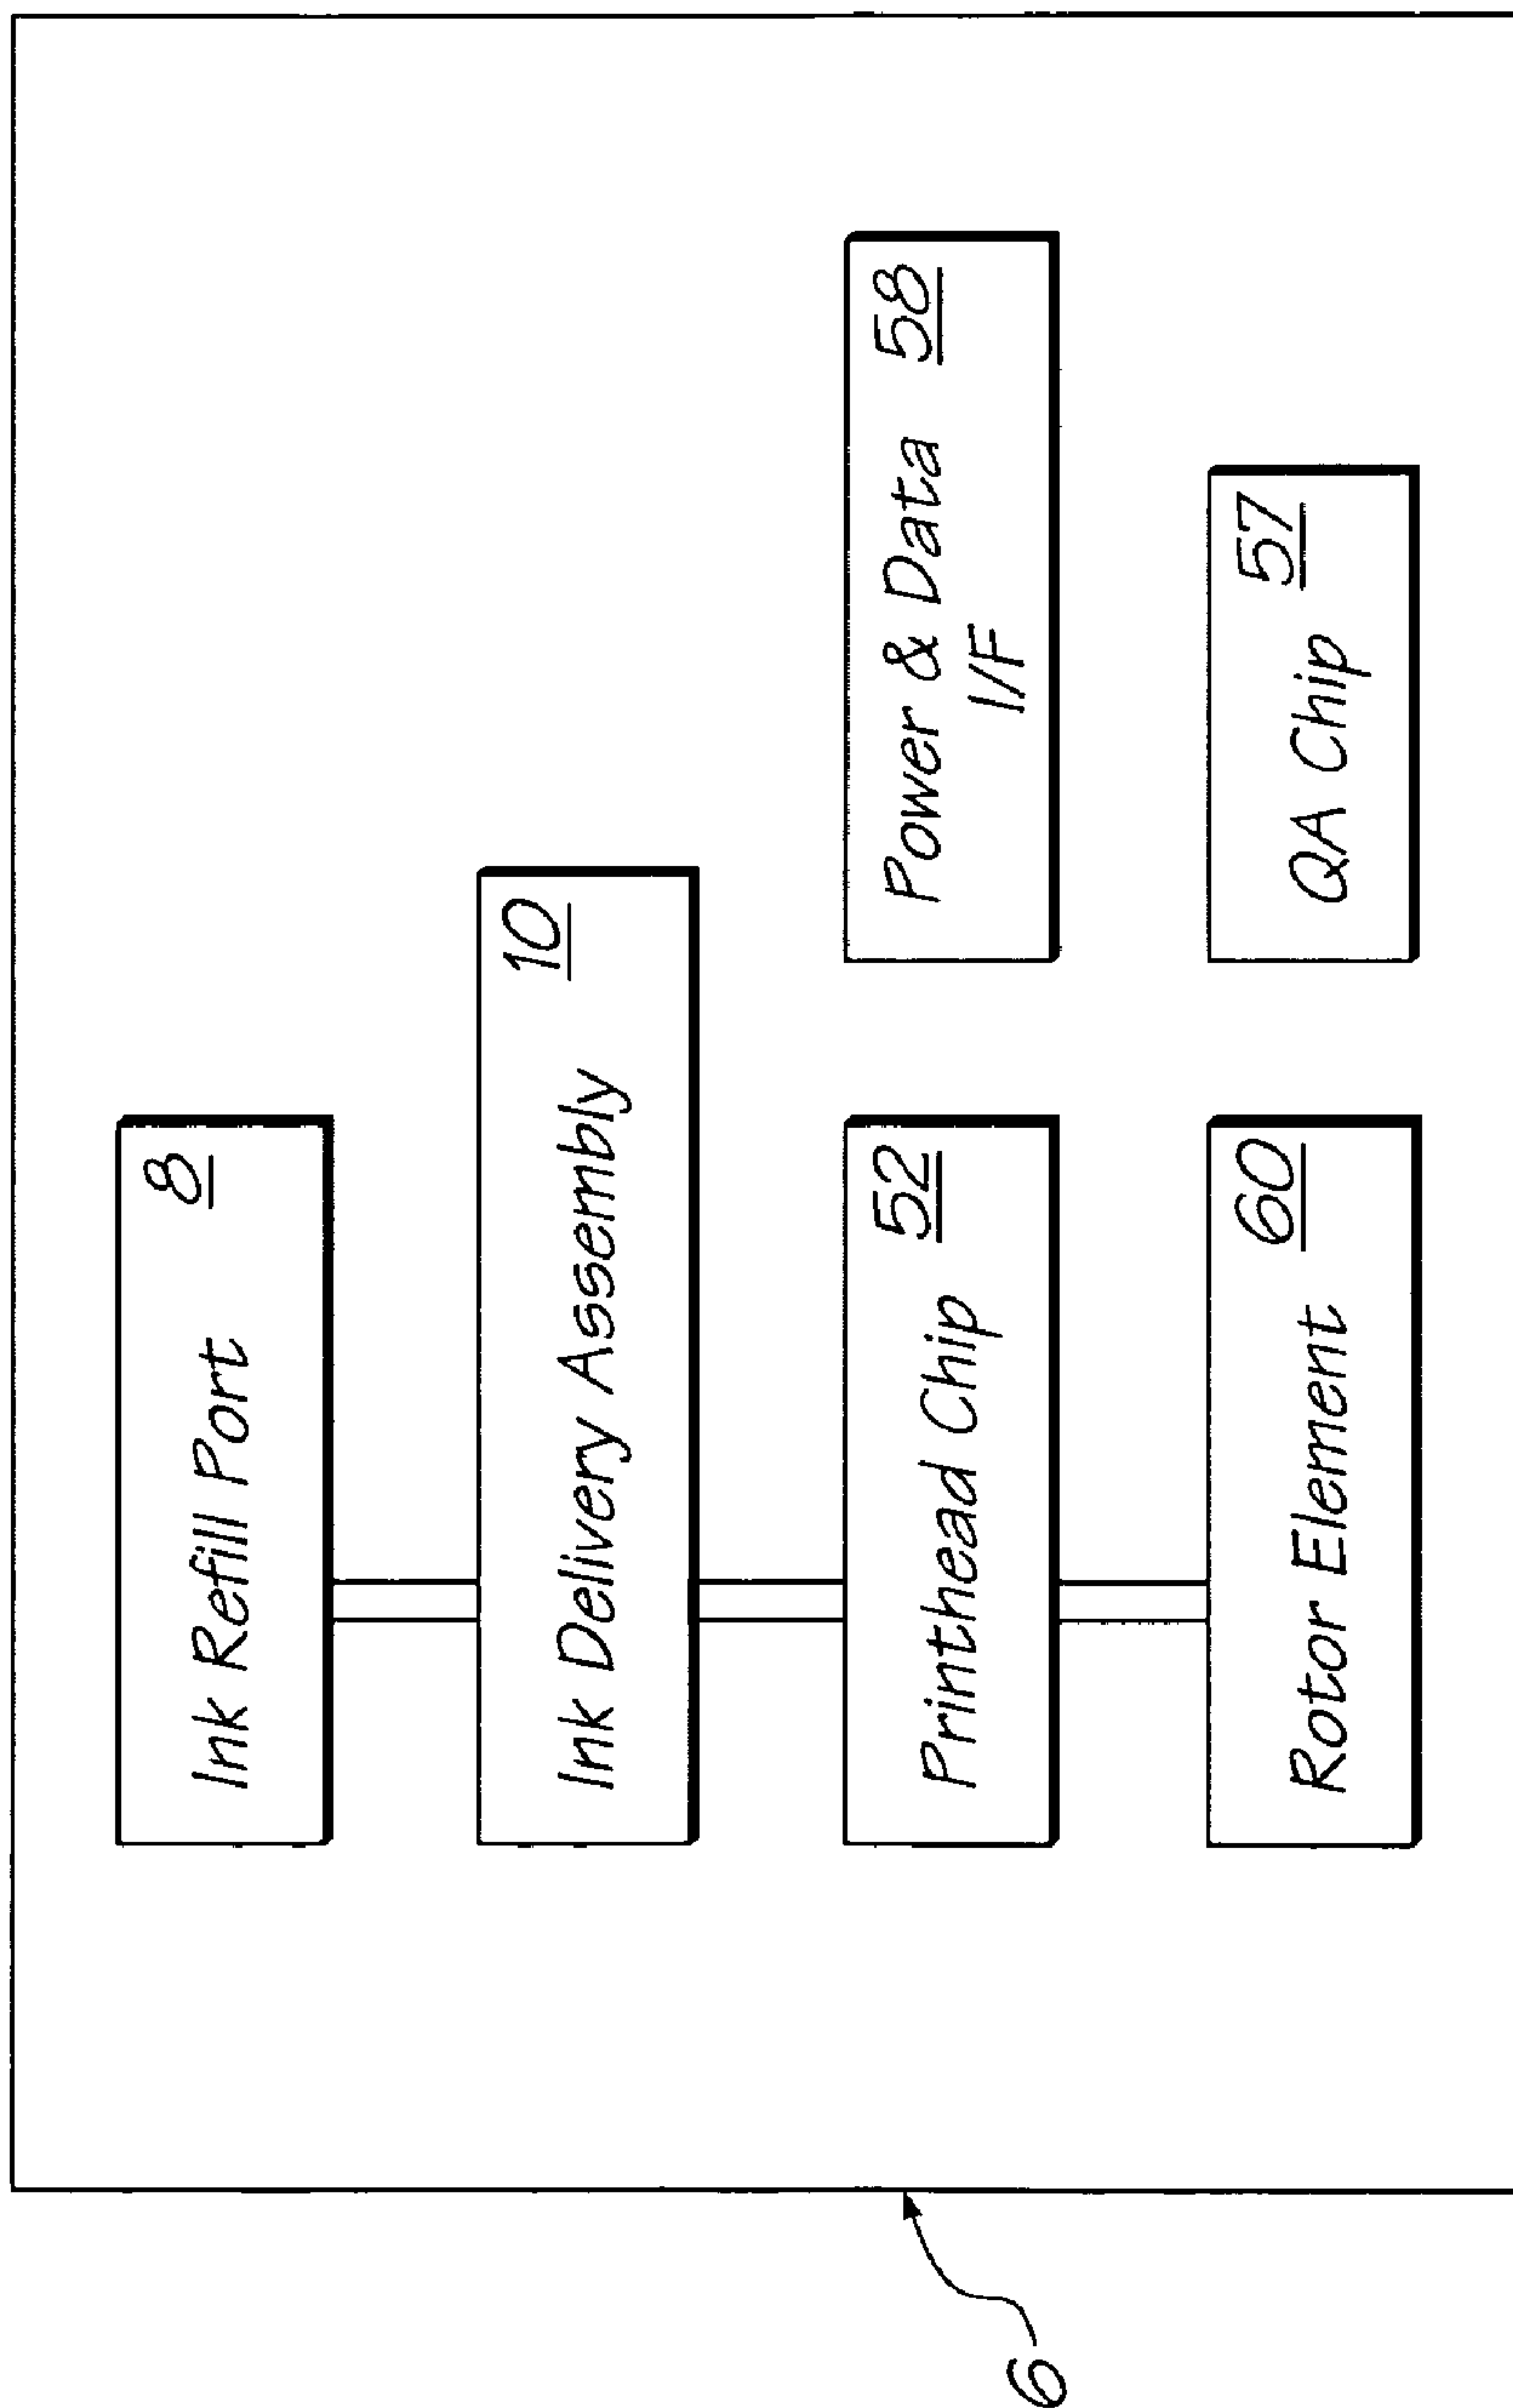 Ink Refill Port 8
Ink Delivery Assembly 10
Printhead Chip 52
Power & Data 58
I/F
Rotor Element 60
QA Chip 57
6